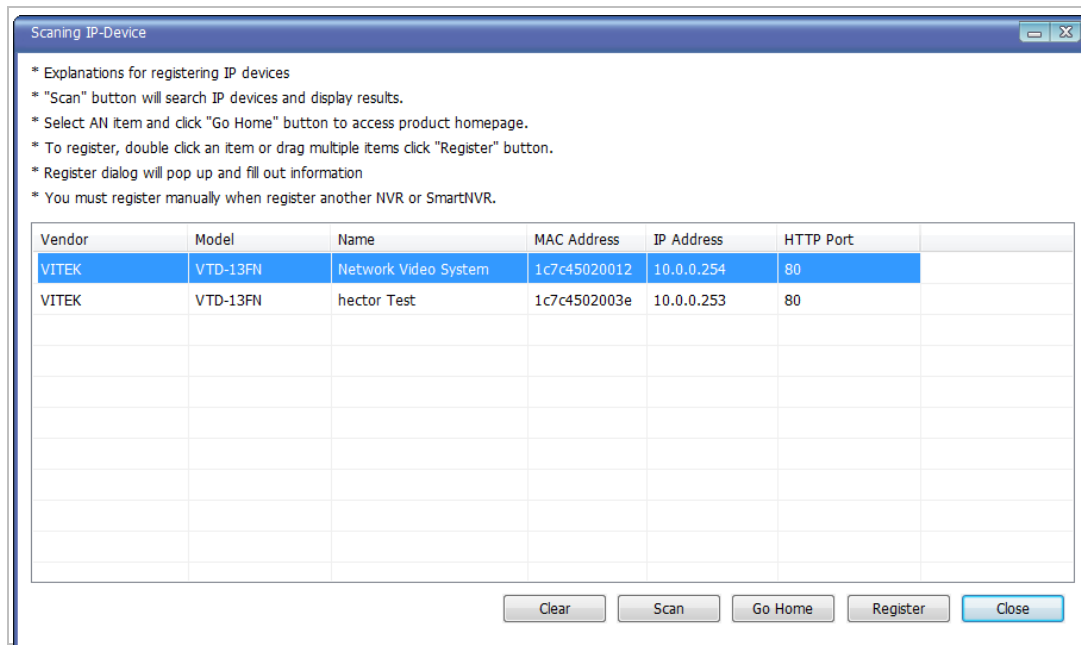 Scaning IP-Device
* Explanations for registering IP devices
* "Scan" button will search IP devices and display results.
* Select AN item and click "Go Home" button to access product homepage.
* To register, double click an item or drag multiple items click "Register" button.
* Register dialog will pop up and fill out information
* You must register manually when register another NVR or SmartNVR.
Vendor Model Name MAC Address IP Address HTTP Port
VITEK VTD-13FN Network Video System 1c7c45020012 10.0.0.254 80
VITEK VTD-13FN hector Test 1c7c4502003e 10.0.0.253 80
Clear Scan Go Home Register Close